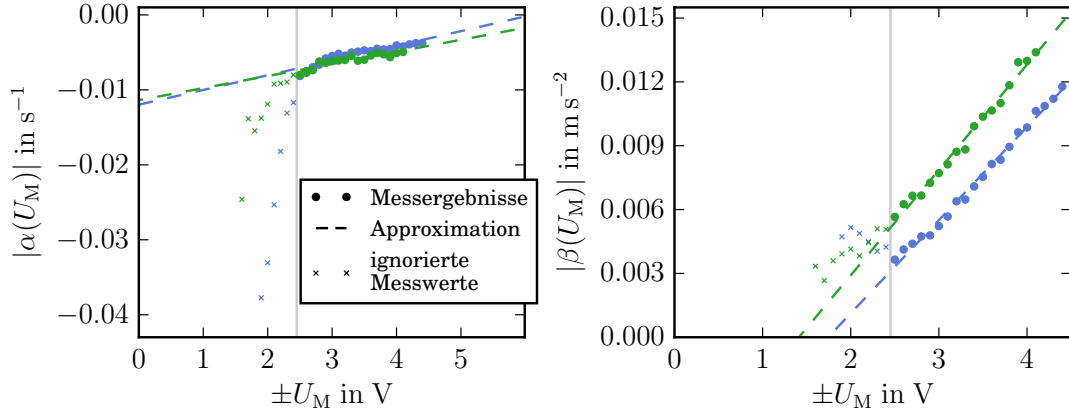 0.00
−0.01
−0.02
−0.03
−0.04
|α(U_M)| in s⁻¹
0 1 2 3 4 5
±U_M in V
Messergebnisse
Approximation
ignorierte
Messwerte
0.015
0.012
0.009
0.006
0.003
0.000
|β(U_M)| in m s⁻²
0 1 2 3 4
±U_M in V